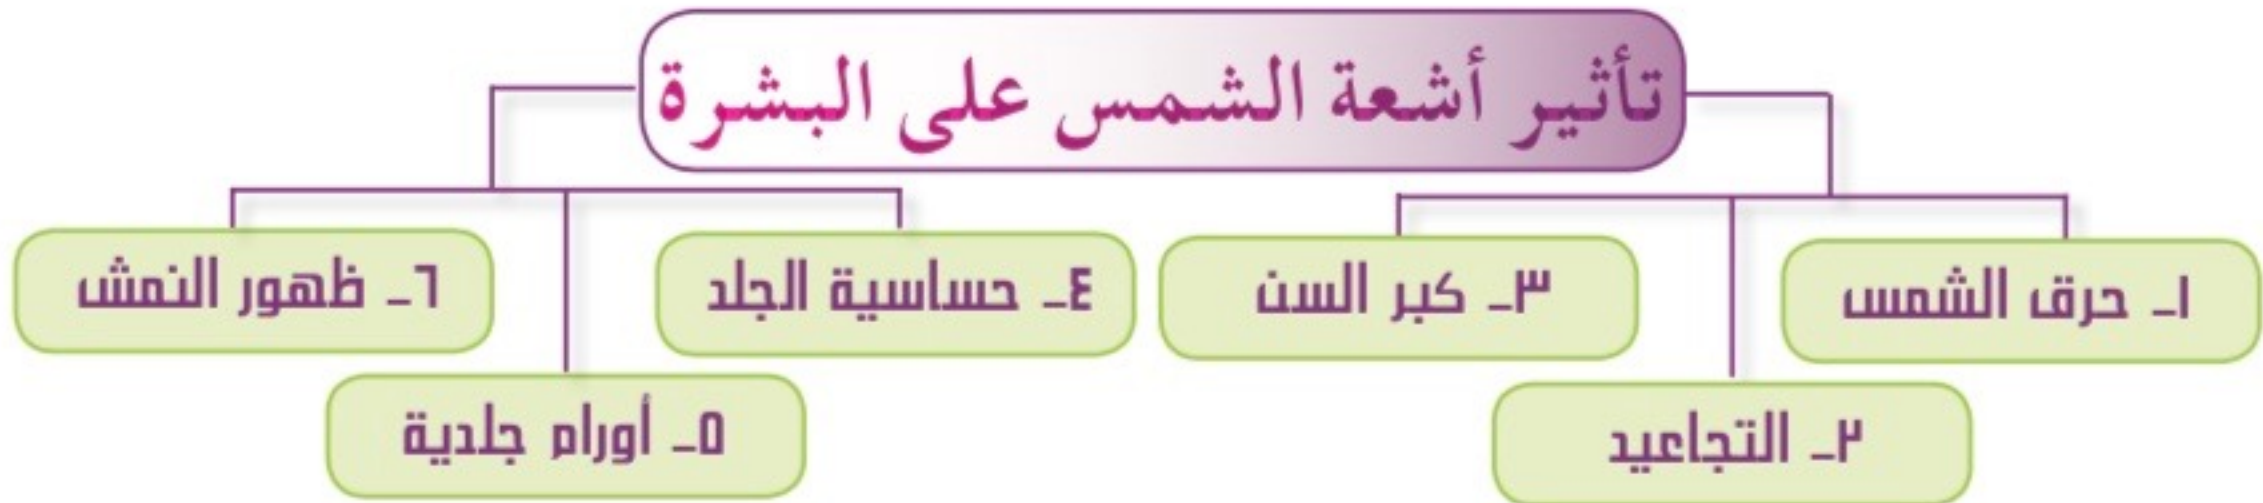 تأثير أشعة الشمس على البشرة
١- حرق الشمس
٢- التجاعيد
٣- كبر السن
٤- حساسية الجلد
٥- أورام جلدية
٦- ظهور النمش